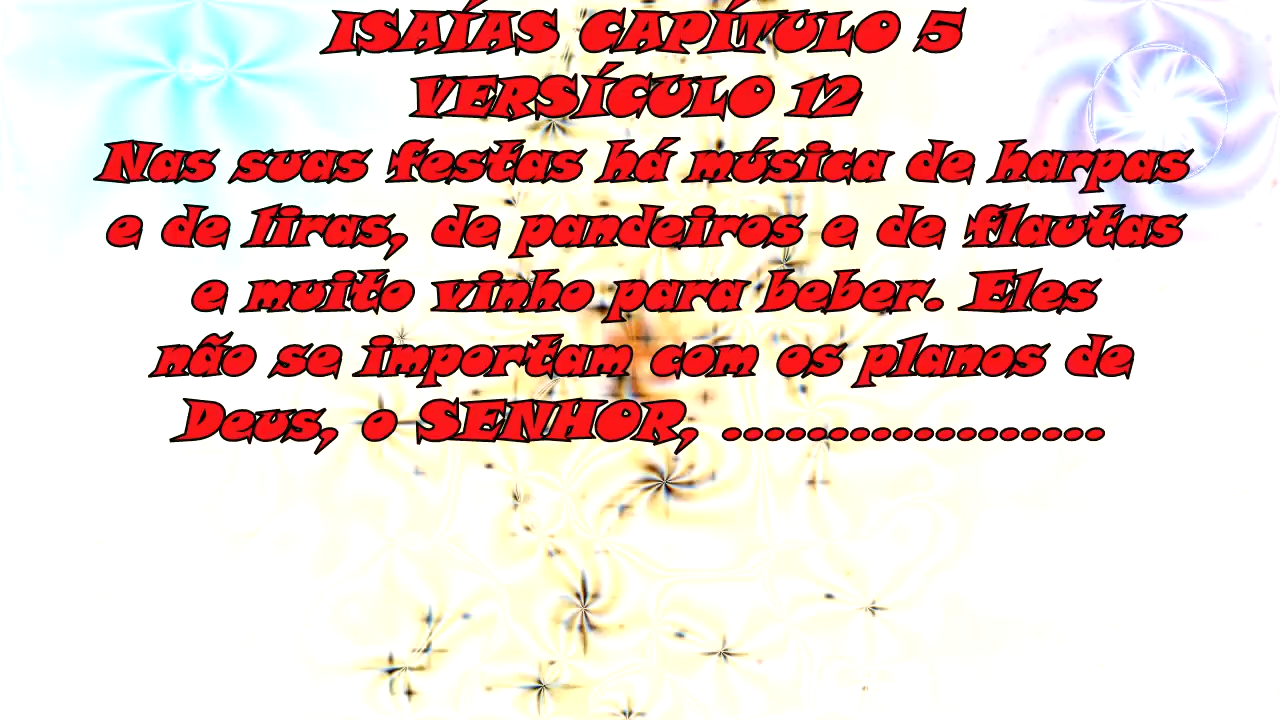 ISAÍAS CAPÍTULO 5
VERSÍCULO 12
Nas suas festas há música de harpas
e de liras, de pandeiros e de flautas
e muito vinho para beber. Eles
não se importam com os planos de
Deus, o SENHOR, ..................